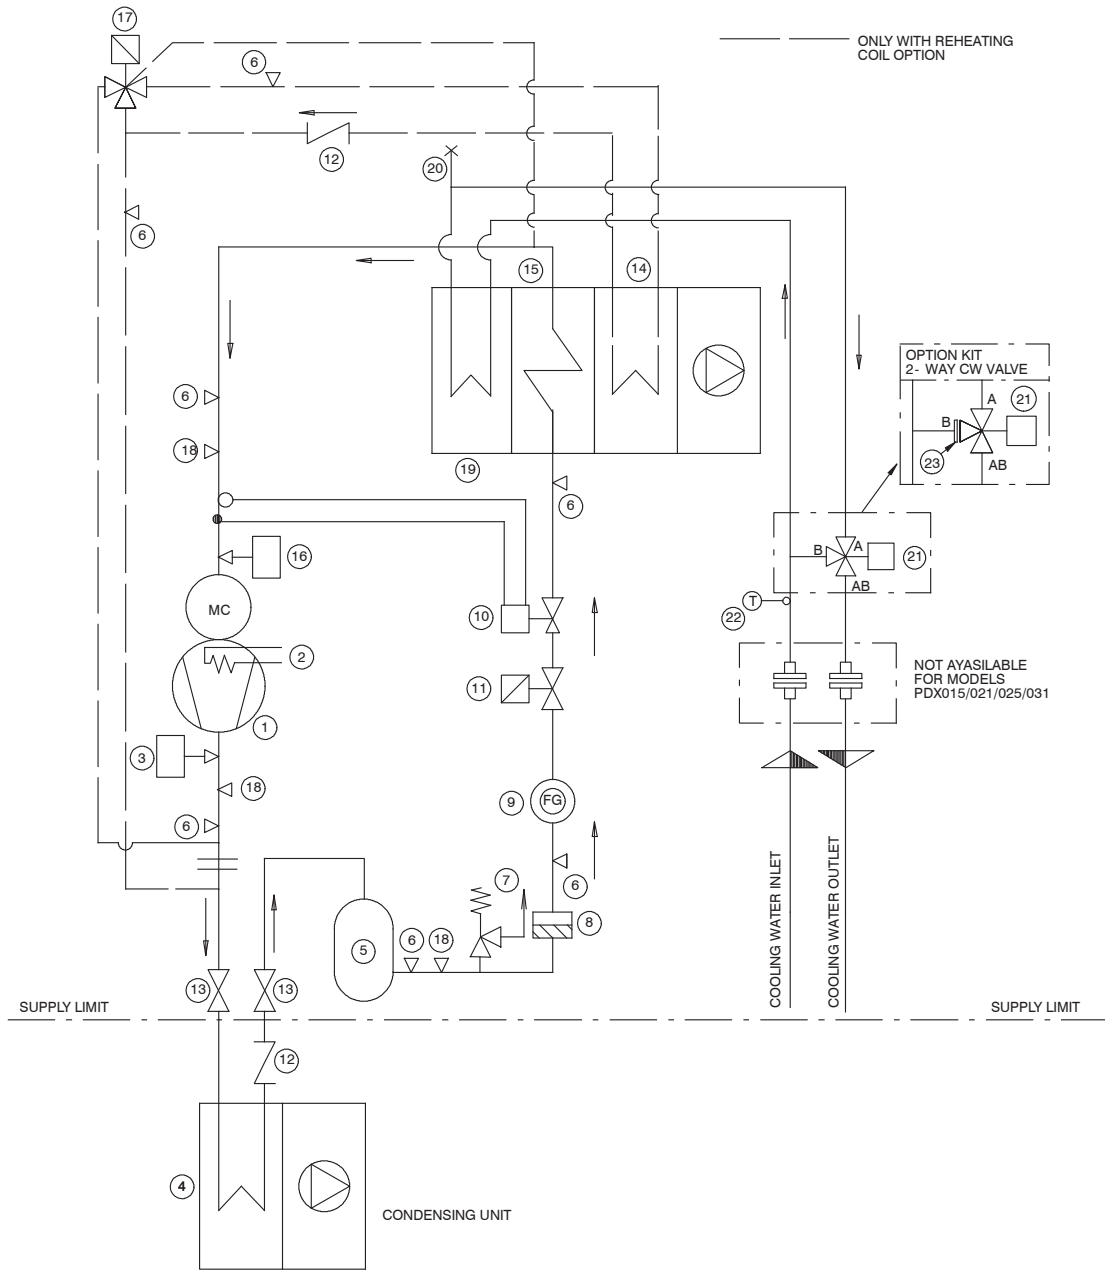 17
6
ONLY WITH REHEATING
COIL OPTION
12
20
6
15
14
OPTION KIT
2- WAY CW VALVE
A
21
B
23
AB
6
18
19
6
16
B
A
21
AB
MC
10
T
22
2
11
NOT AYASILABLE
FOR MODELS
PDX015/021/025/031
1
3
18
9
FG
6
7
6
8
5
6
18
COOLING WATER INLET
COOLING WATER OUTLET
13
13
SUPPLY LIMIT
SUPPLY LIMIT
12
4
CONDENSING UNIT